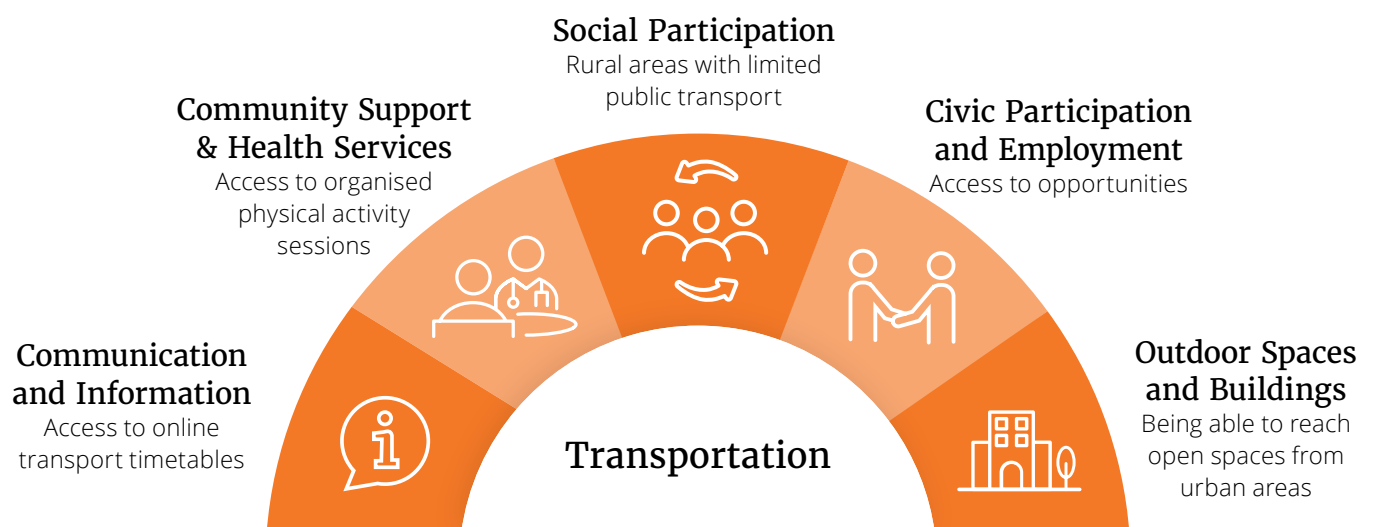 Social Participation
Rural areas with limited
public transport
Community Support
& Health Services
Access to organised
physical activity
sessions
Civic Participation
and Employment
Access to opportunities
Communication
and Information
Access to online
transport timetables
Outdoor Spaces
and Buildings
Being able to reach
open spaces from
urban areas
Transportation